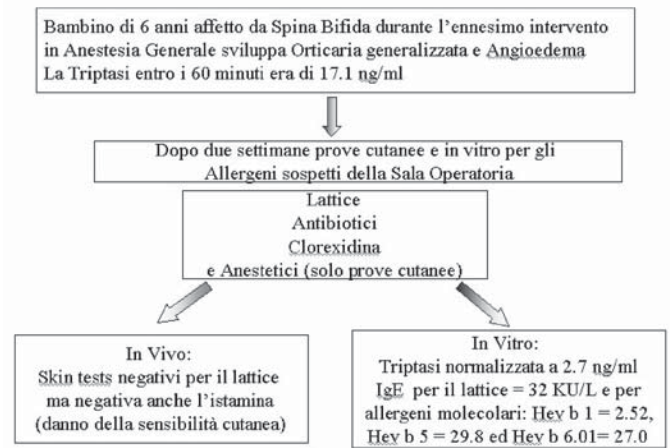 Bambino di 6 anni affetto da Spina Bifida durante l'ennesimo intervento
in Anestesia Generale sviluppa Orticaria generalizzata e Angioedema
La Triptasi entro i 60 minuti era di 17.1 ng/ml
Dopo due settimane prove cutanee e in vitro per gli
Allergeni sospetti della Sala Operatoria
Lattice
Antibiotici
Clorexidina
e Anestetici (solo prove cutanee)
In Vivo:
Skin tests negativi per il lattice
ma negativa anche l'istamina
(danno della sensibilità cutanea)
In Vitro:
Triptasi normalizzata a 2.7 ng/ml
IgE per il lattice = 32 KU/L e per
allergeni molecolari: Hev b 1 = 2.52,
Hev b 5 = 29.8 ed Hev b 6.01= 27.0